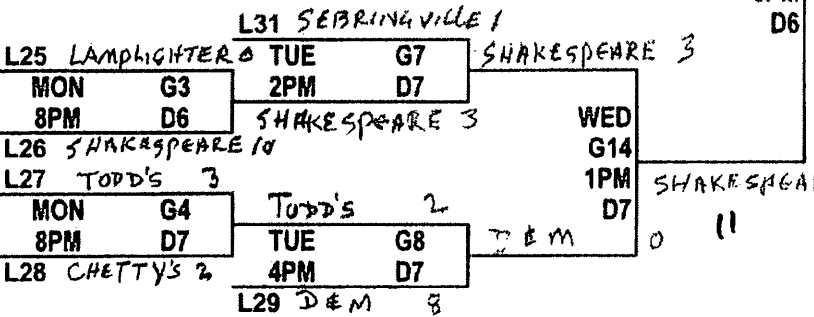 L31 SEBRINGVILLE 1
D6
L25 LAMPLIGHTER 0 TUE G7 SHAKESPEARE 3
MON G3 2PM D7
8PM D6 SHAKESPEARE 3 WED
L26 SHAKESPEARE 10 G14
L27 TODD'S 3 1PM
MON G4 TODD'S 2 D7
8PM D7 TUE G8 D&M 0 11
L28 CHETTY'S 2 4PM D7
L29 D&M 8